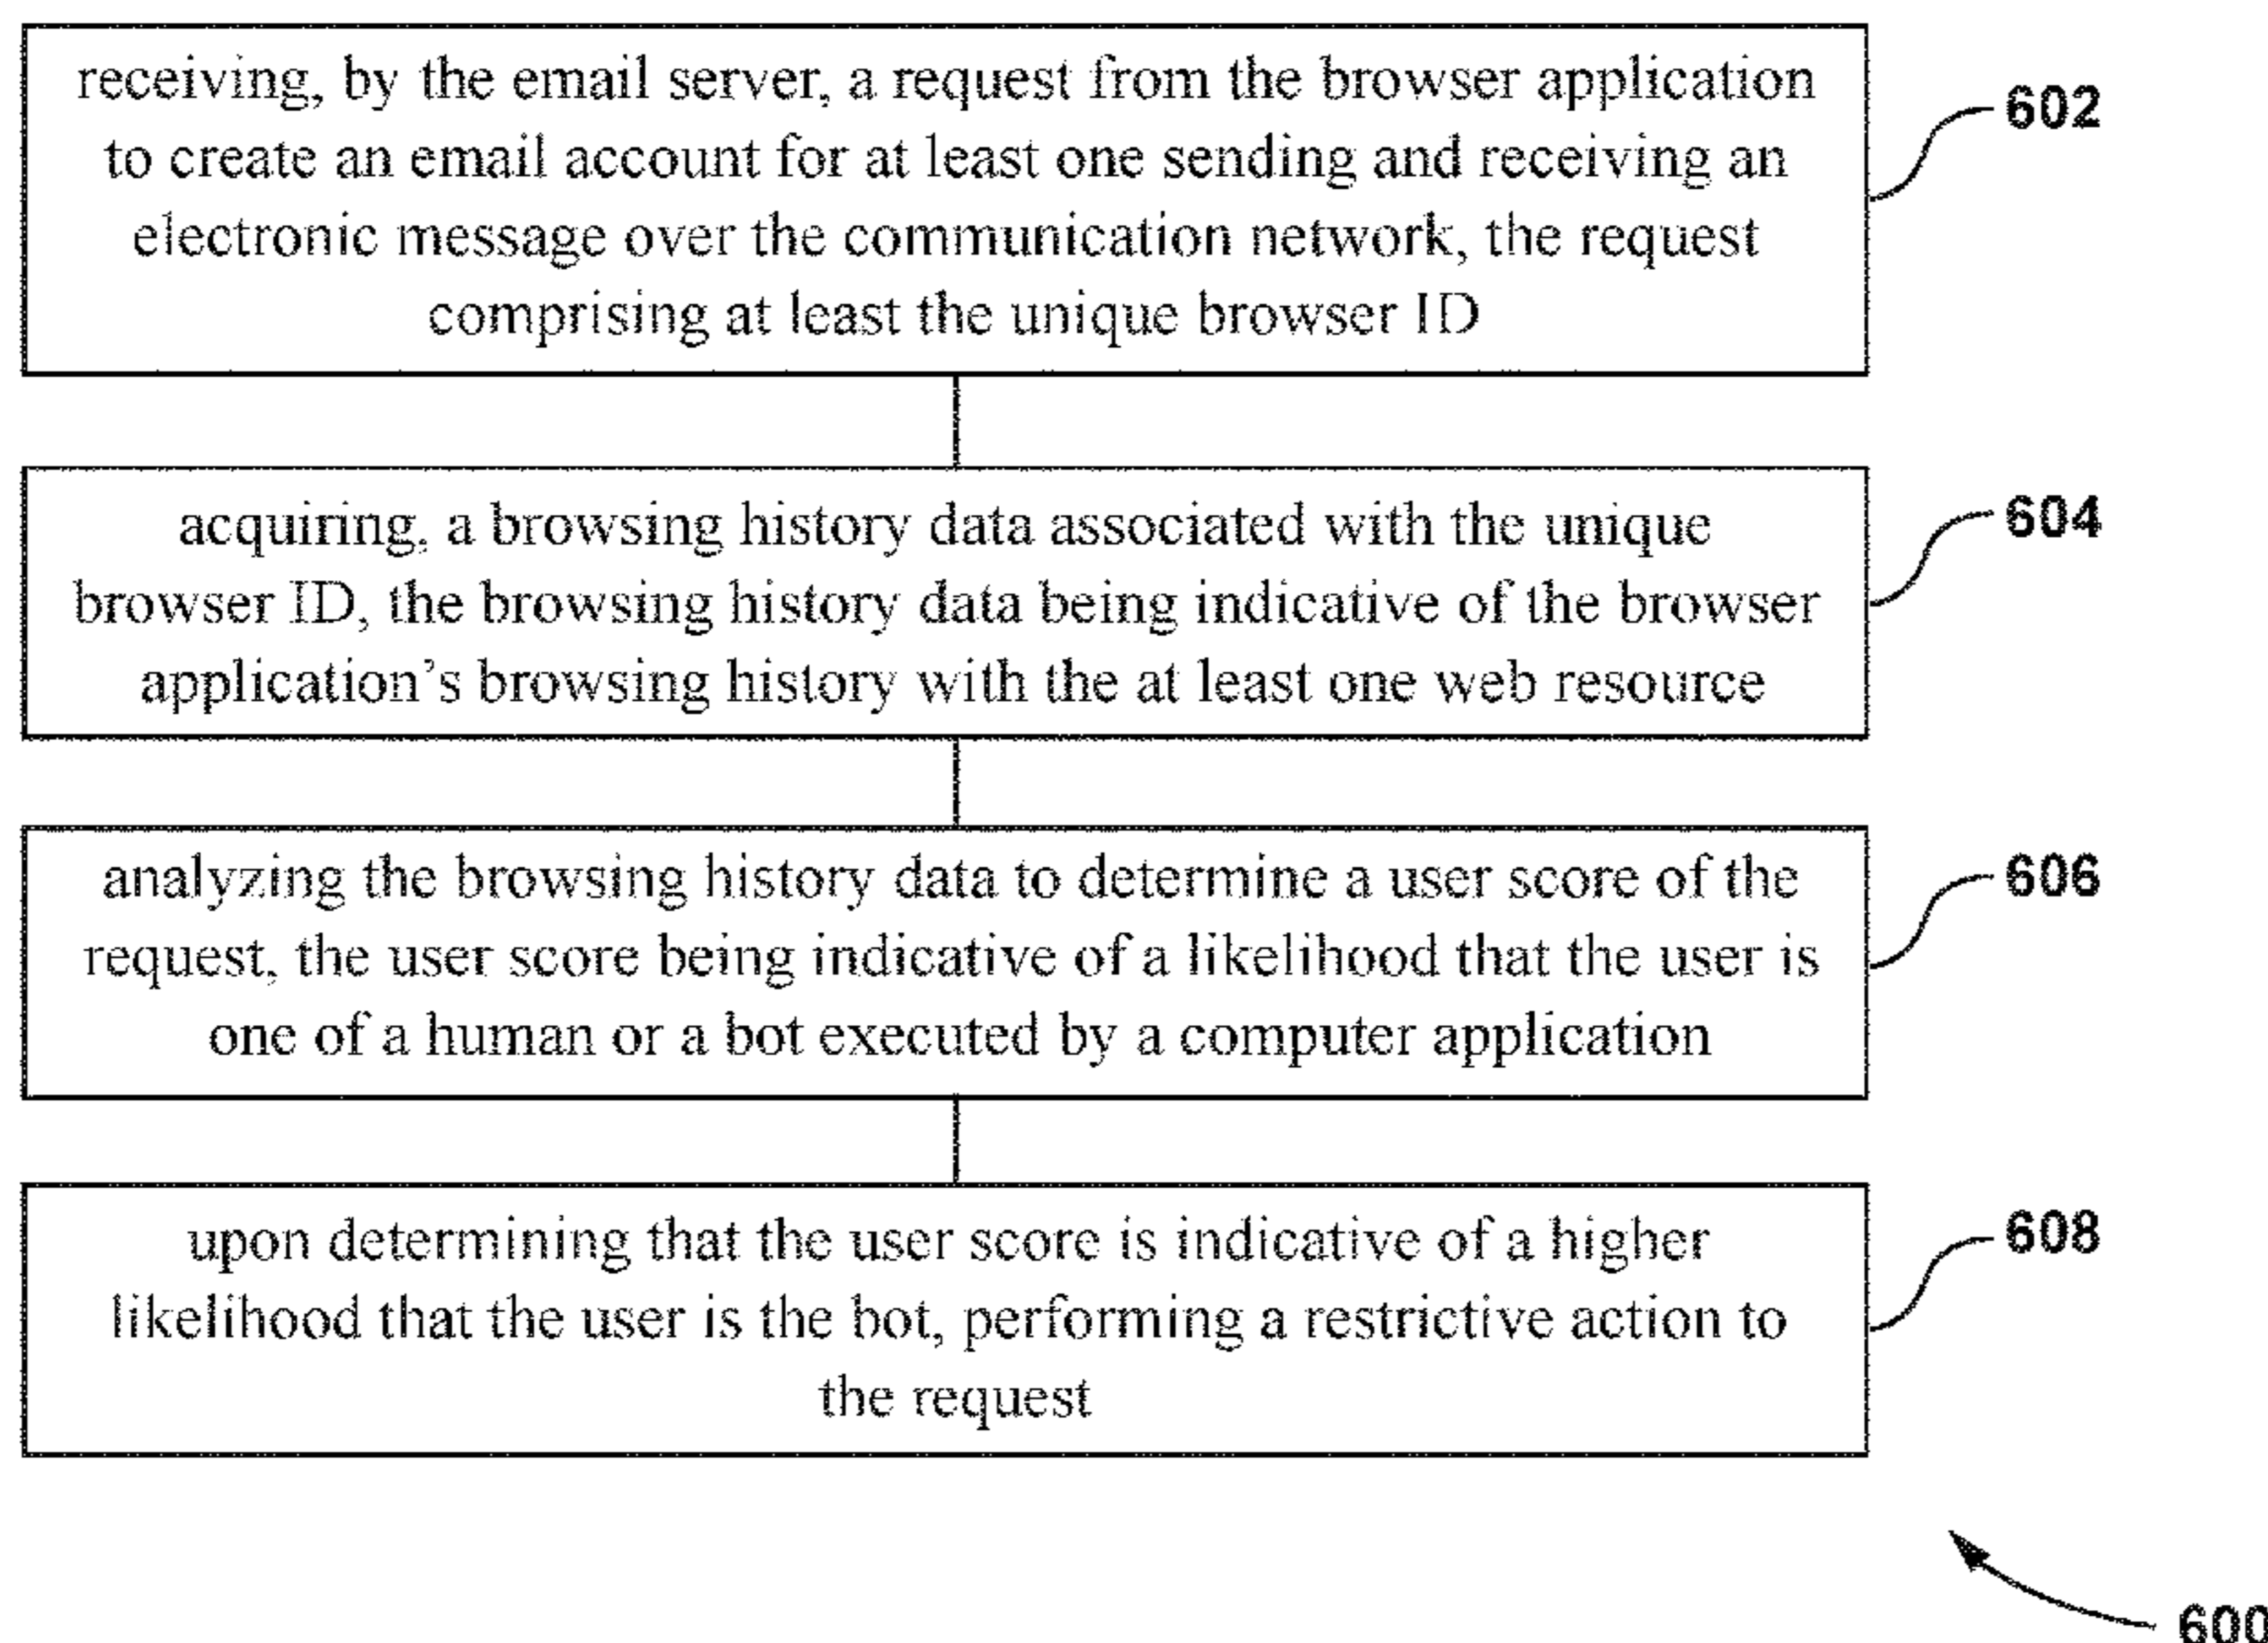 receiving, by the email server, a request from the browser application
to create an email account for at least one sending and receiving an
electronic message over the communication network, the request
comprising at least the unique browser ID
602
acquiring, a browsing history data associated with the unique
browser ID, the browsing history data being indicative of the browser
application’s browsing history with the at least one web resource
604
analyzing the browsing history data to determine a user score of the
request, the user score being indicative of a likelihood that the user is
one of a human or a bot executed by a computer application
606
upon determining that the user score is indicative of a higher
likelihood that the user is the bot, performing a restrictive action to
the request
608
600